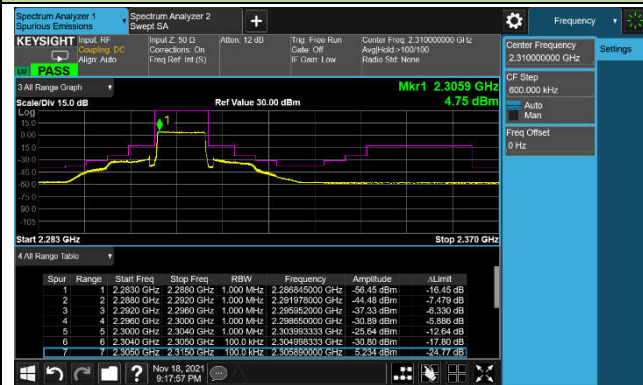 Spectrum Analyzer 1
Spurious Emissions
Spectrum Analyzer 2
Swept SA
Frequency
KEYSIGHT
Input: RF
Coupling: DC
Align: Auto
Input Z: 50 Ω
Corrections: On
Freq Ref: Int (S)
Atten: 12 dB
Trig: Free Run
Gate: Off
IF Gain: Low
Center Freq: 2.310000000 GHz
Avg|Hold:>100/100
Radio Std: None
PASS
Center Frequency
2.310000000 GHz
Settings
CF Step
600.000 kHz
Auto
Man
Freq Offset
0 Hz
3 All Range Graph
Mkr1 2.3059 GHz
Scale/Div 15.0 dB
Ref Value 30.00 dBm
4.75 dBm
Log
15.0
0.00
-15.0
-30.0
-45.0
-60.0
-75.0
-90.0
-105
1
Start 2.283 GHz
Stop 2.370 GHz
4 All Range Table
Spur Range Start Freq Stop Freq RBW Frequency Amplitude ΔLimit
1 1 2.2830 GHz 2.2880 GHz 1.000 MHz 2.286845000 GHz -56.45 dBm -16.45 dB
2 2 2.2880 GHz 2.2920 GHz 1.000 MHz 2.291978000 GHz -44.48 dBm -7.479 dB
3 3 2.2920 GHz 2.2960 GHz 1.000 MHz 2.295952000 GHz -37.33 dBm -6.330 dB
4 4 2.2960 GHz 2.3000 GHz 1.000 MHz 2.298650000 GHz -30.89 dBm -5.886 dB
5 5 2.3000 GHz 2.3040 GHz 1.000 MHz 2.303993333 GHz -25.64 dBm -12.64 dB
6 6 2.3040 GHz 2.3050 GHz 100.0 kHz 2.304998333 GHz -30.80 dBm -17.80 dB
7 7 2.3050 GHz 2.3150 GHz 100.0 kHz 2.305890000 GHz 5.234 dBm -24.77 dB
Nov 18, 2021
9:17:57 PM